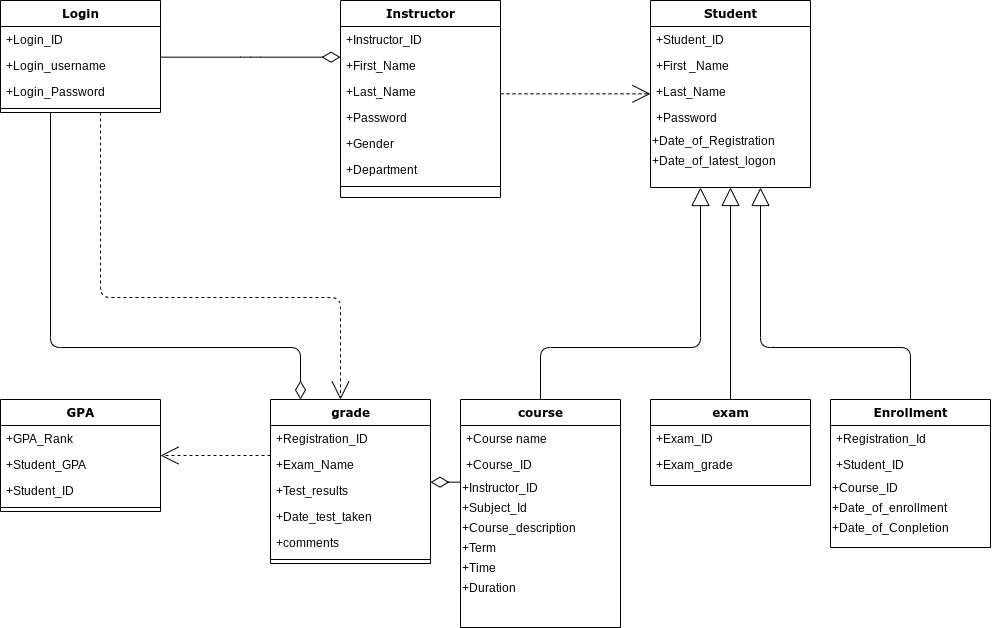 Login
+Login_ID
+Login_username
+Login_Password
Instructor
+Instructor_ID
+First_Name
+Last_Name
+Password
+Gender
+Department
Student
+Student_ID
+First _Name
+Last_Name
+Password
+Date_of_Registration
+Date_of_latest_logon
GPA
+GPA_Rank
+Student_GPA
+Student_ID
grade
+Registration_ID
+Exam_Name
+Test_results
+Date_test_taken
+comments
course
+Course name
+Course_ID
+Instructor_ID
+Subject_Id
+Course_description
+Term
+Time
+Duration
exam
+Exam_ID
+Exam_grade
Enrollment
+Registration_Id
+Student_ID
+Course_ID
+Date_of_enrollment
+Date_of_Conpletion